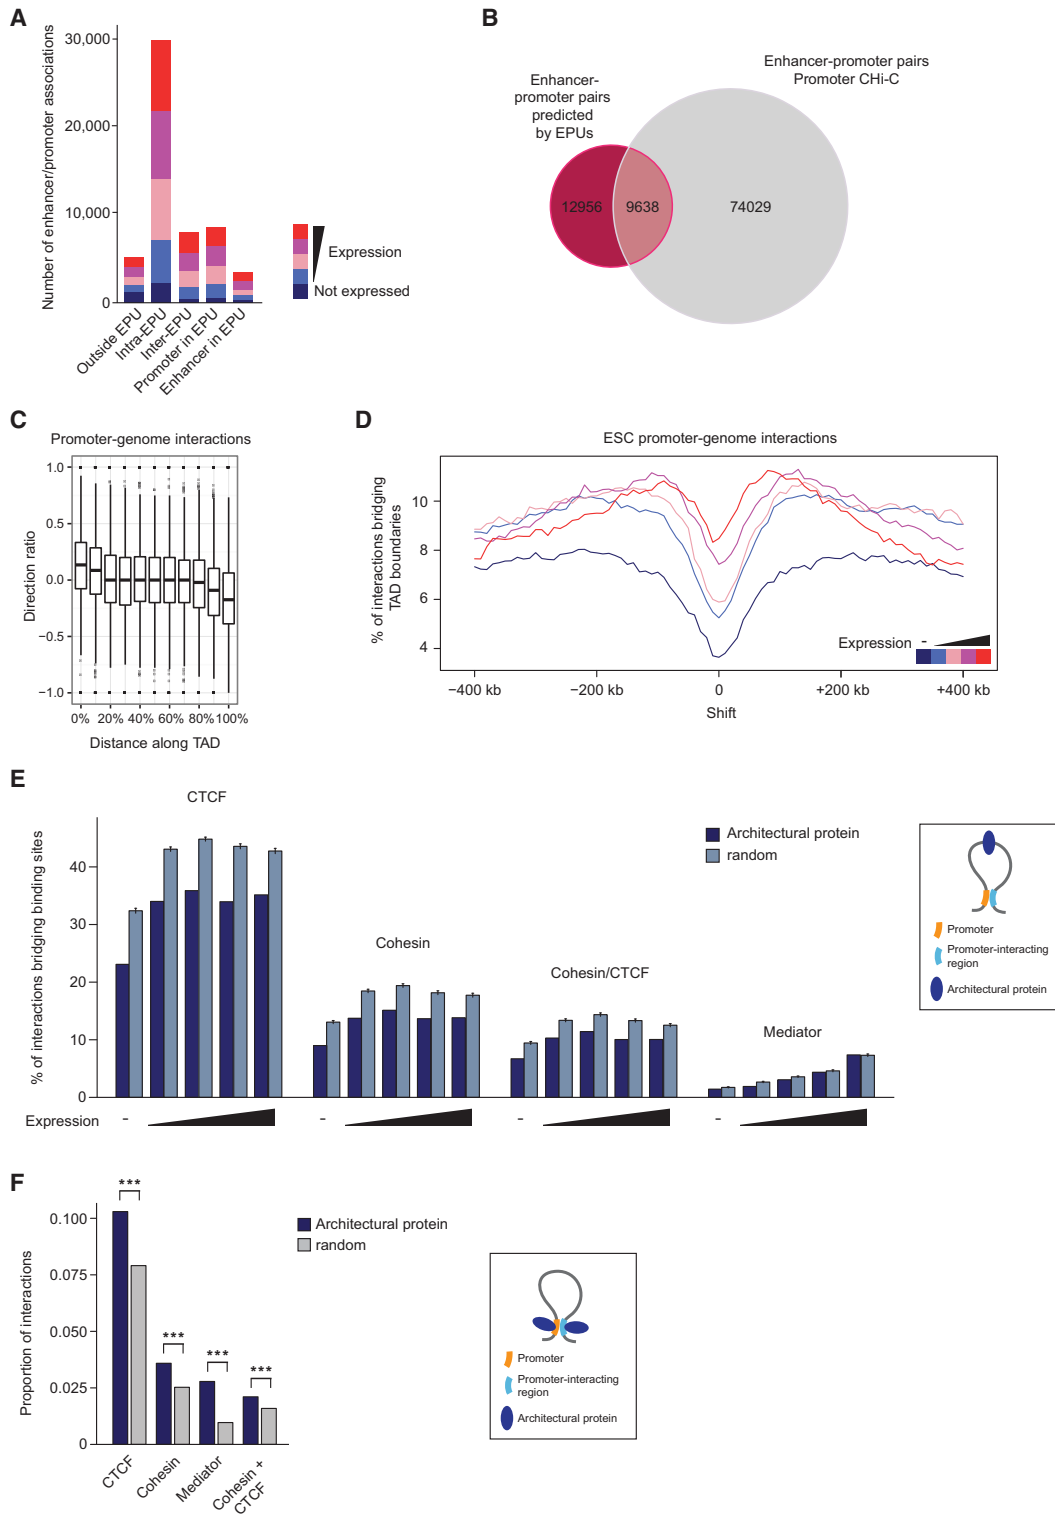 A
Number of enhancer/promoter associations
30,000
20,000
10,000
0
Outside EPU
Intra-EPU
Inter-EPU
Promoter in EPU
Enhancer in EPU
Expression
Not expressed
B
Enhancer-
promoter pairs
predicted
by EPUs
Enhancer-promoter pairs
Promoter CHi-C
12956
9638
74029
C
Promoter-genome interactions
Direction ratio
1.0
0.5
0.0
−0.5
−1.0
0%
20%
40%
60%
80%
100%
Distance along TAD
D
ESC promoter-genome interactions
% of interactions bridging
TAD boundaries
10
8
6
4
Expression -
−400 kb
−200 kb
0
+200 kb
+400 kb
Shift
E
CTCF
% of interactions bridging binding sites
40
30
20
10
0
Cohesin
Cohesin/CTCF
Mediator
Architectural protein
random
Expression - - - -
Promoter
Promoter-interacting
region
Architectural protein
F
Proportion of interactions
0.100
0.075
0.050
0.025
0
***
***
***
***
CTCF
Cohesin
Mediator
Cohesin +
CTCF
Architectural protein
random
Promoter
Promoter-interacting
region
Architectural protein